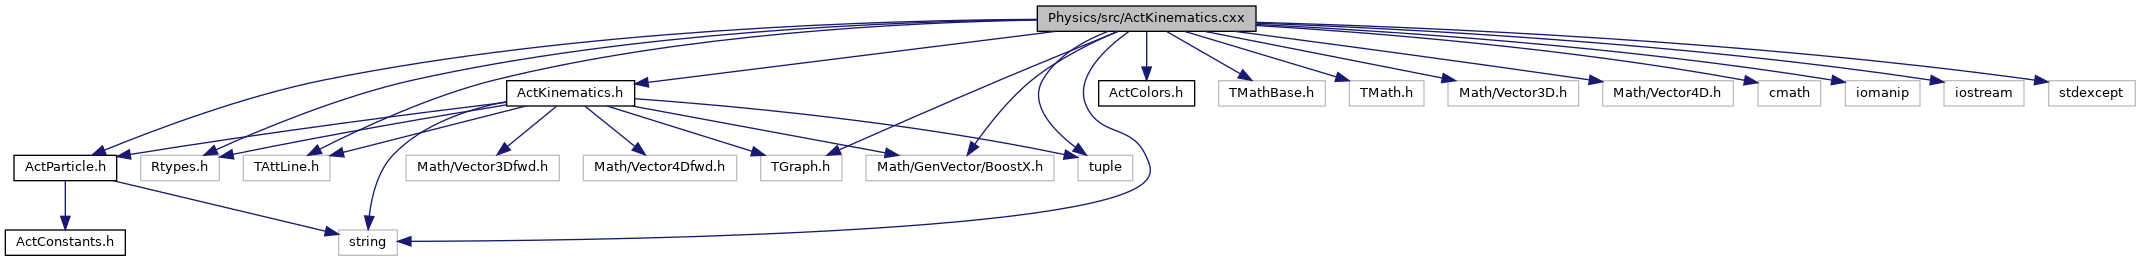 Physics/src/ActKinematics.cxx
ActKinematics.h
ActColors.h
TMathBase.h
TMath.h
Math/Vector3D.h
Math/Vector4D.h
cmath
iomanip
iostream
stdexcept
ActParticle.h
Rtypes.h
TAttLine.h
Math/Vector3Dfwd.h
Math/Vector4Dfwd.h
TGraph.h
Math/GenVector/BoostX.h
tuple
ActConstants.h
string